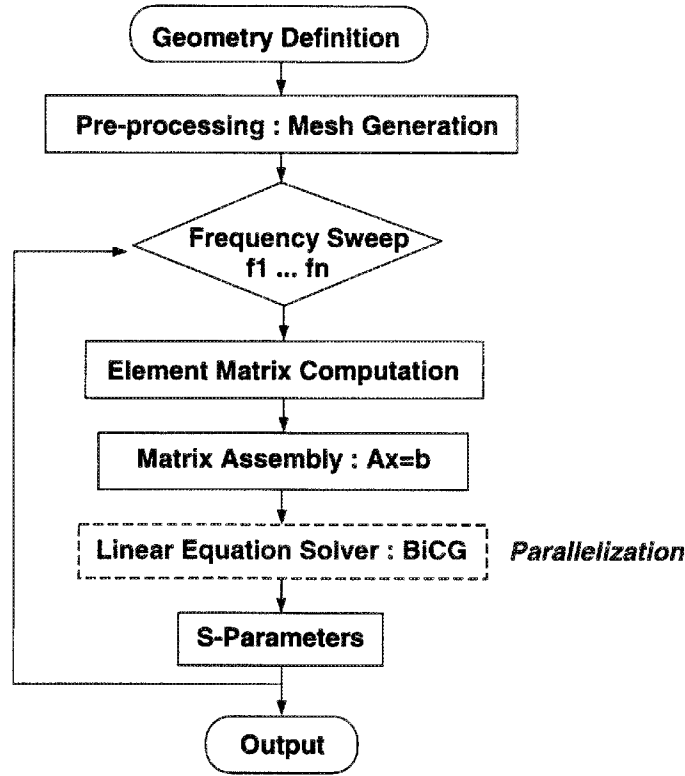 Geometry Definition
Pre-processing : Mesh Generation
Frequency Sweep
f1 ... fn
Element Matrix Computation
Matrix Assembly : Ax=b
Linear Equation Solver : BiCG
Parallelization
S-Parameters
Output